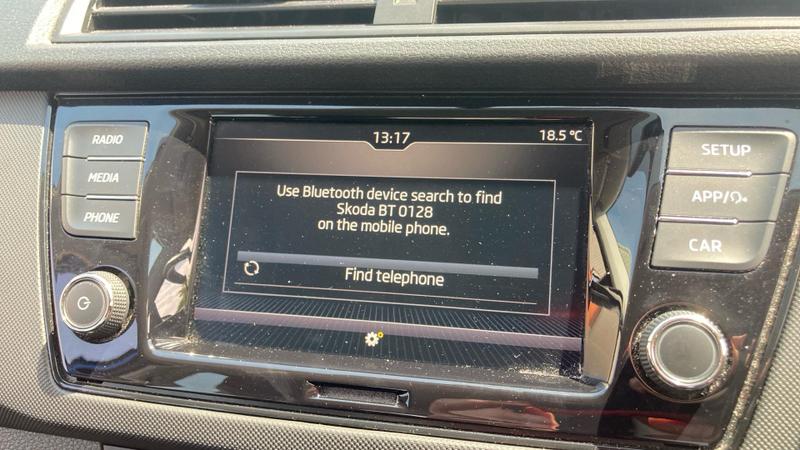 13:17
18.5 °C
RADIO
MEDIA
PHONE
Use Bluetooth device search to find
Skoda BT 0128
on the mobile phone.
Find telephone
SETUP
APP/
CAR